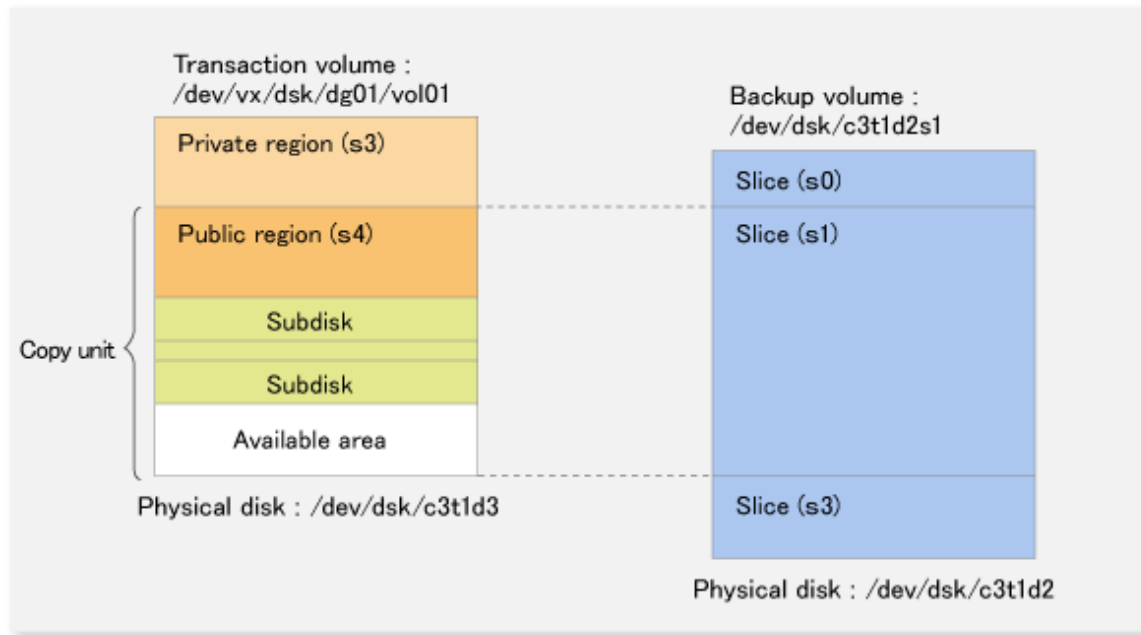 Transaction volume :
/dev/vx/dsk/dg01/vol01
Private region (s3)
Public region (s4)
Subdisk
Subdisk
Available area
Copy unit
Physical disk : /dev/dsk/c3t1d3
Backup volume :
/dev/dsk/c3t1d2s1
Slice (s0)
Slice (s1)
Slice (s3)
Physical disk : /dev/dsk/c3t1d2